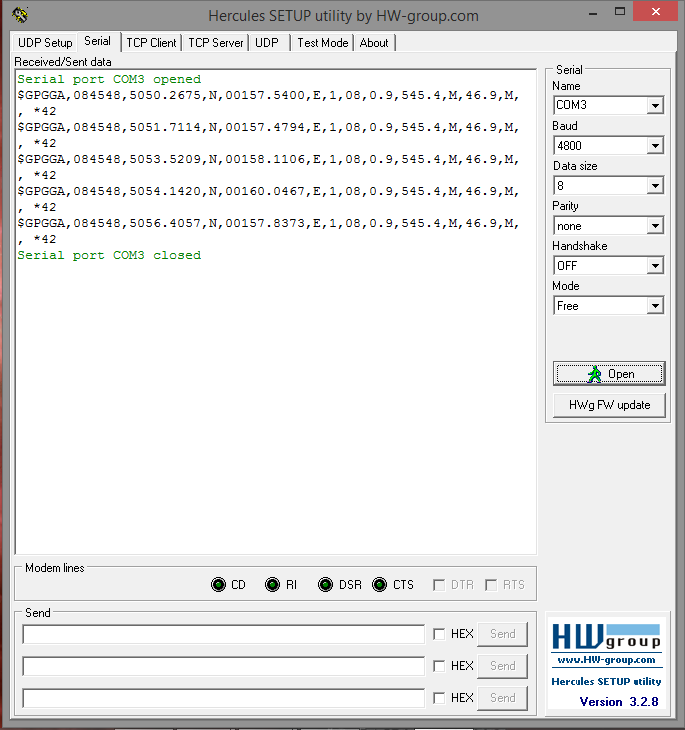 Hercules SETUP utility by HW-group.com
UDP Setup Serial TCP Client TCP Server UDP Test Mode About
Received/Sent data
Serial port COM3 opened
$GPGGA,084548,5050.2675,N,00157.5400,E,1,08,0.9,545.4,M,46.9,M,
, *42
$GPGGA,084548,5051.7114,N,00157.4794,E,1,08,0.9,545.4,M,46.9,M,
, *42
$GPGGA,084548,5053.5209,N,00158.1106,E,1,08,0.9,545.4,M,46.9,M,
, *42
$GPGGA,084548,5054.1420,N,00160.0467,E,1,08,0.9,545.4,M,46.9,M,
, *42
$GPGGA,084548,5056.4057,N,00157.8373,E,1,08,0.9,545.4,M,46.9,M,
, *42
Serial port COM3 closed
Serial
Name
COM3
Baud
4800
Data size
8
Parity
none
Handshake
OFF
Mode
Free
Open
HWg FW update
Modem lines
CD RI DSR CTS DTR RTS
Send
HEX Send
HEX Send
HEX Send
HW group
www.HW-group.com
Hercules SETUP utility
Version 3.2.8